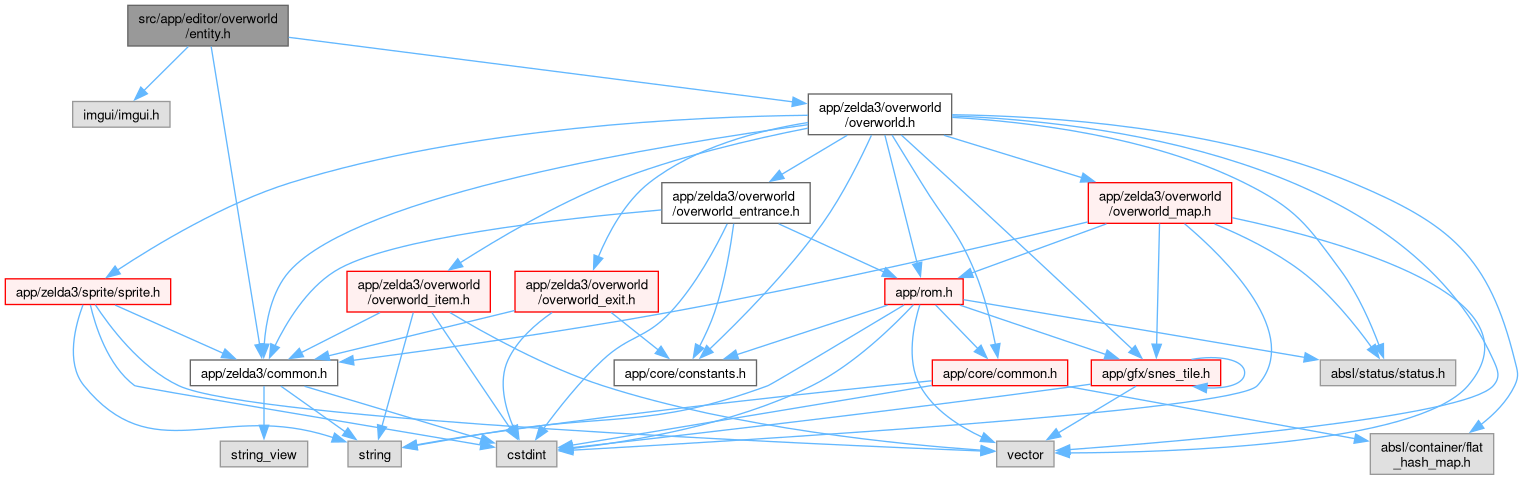 src/app/editor/overworld
/entity.h
imgui/imgui.h
app/zelda3/overworld
/overworld.h
app/zelda3/overworld
/overworld_entrance.h
app/zelda3/overworld
/overworld_map.h
app/zelda3/sprite/sprite.h
app/zelda3/overworld
/overworld_item.h
app/zelda3/overworld
/overworld_exit.h
app/rom.h
app/zelda3/common.h
app/core/constants.h
app/core/common.h
app/gfx/snes_tile.h
absl/status/status.h
string_view
string
cstdint
vector
absl/container/flat
_hash_map.h